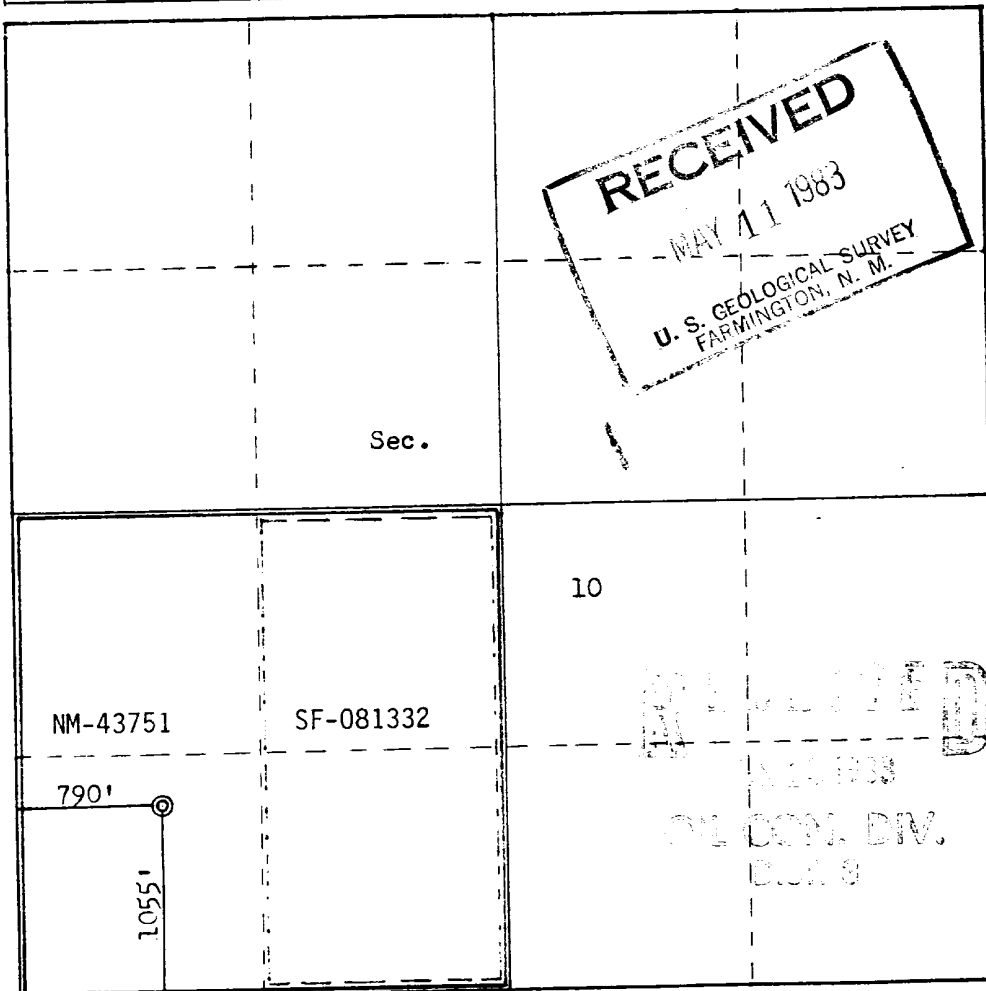 RECEIVED
MAY 11 1983
U. S. GEOLOGICAL SURVEY
FARMINGTON, N. M.
Sec.
10
NM-43751
SF-081332
790'
1055'
OIL CON. DIV.